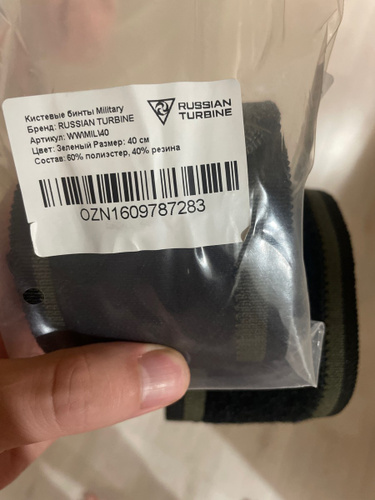 Кистевые бинты Military
Бренд: RUSSIAN TURBINE
Артикул: WWMILI40
Цвет: Зеленый Размер: 40 см
Состав: 60% полиэстер, 40% резина
RUSSIAN
TURBINE
OZN1609787283